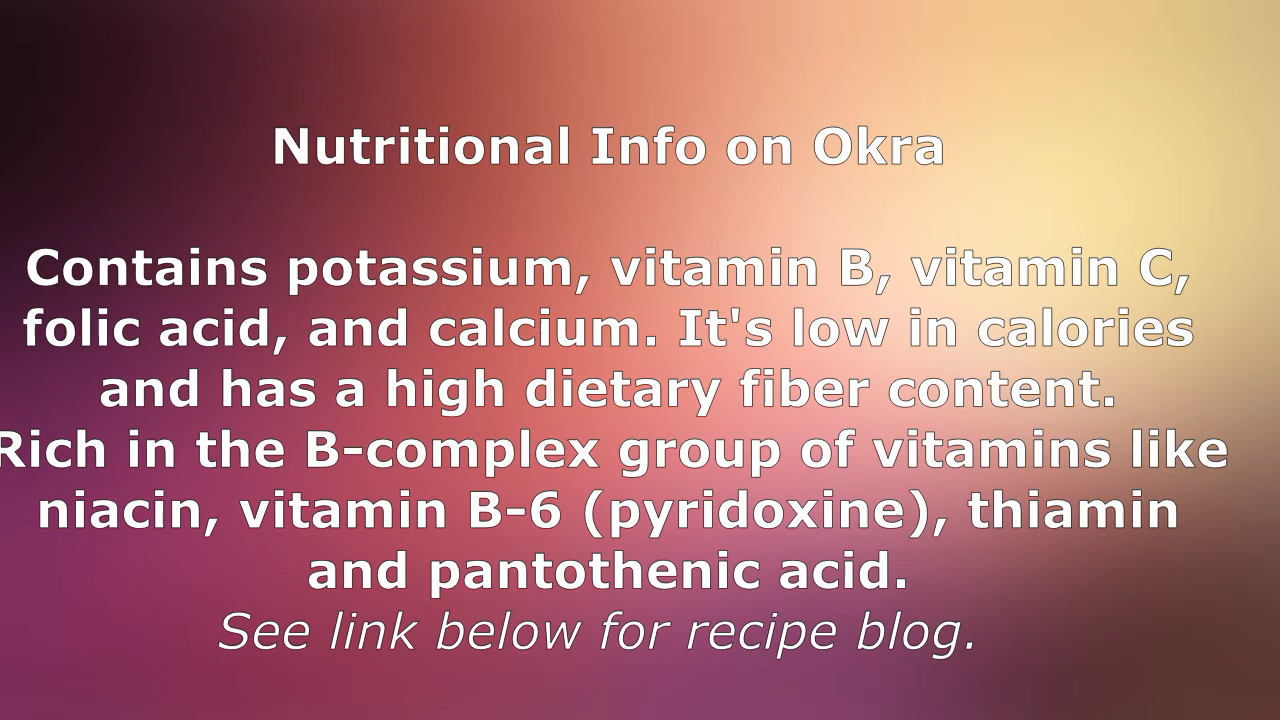 Nutritional Info on Okra
Contains potassium, vitamin B, vitamin C,
folic acid, and calcium. It's low in calories
and has a high dietary fiber content.
Rich in the B-complex group of vitamins like
niacin, vitamin B-6 (pyridoxine), thiamin
and pantothenic acid.
See link below for recipe blog.